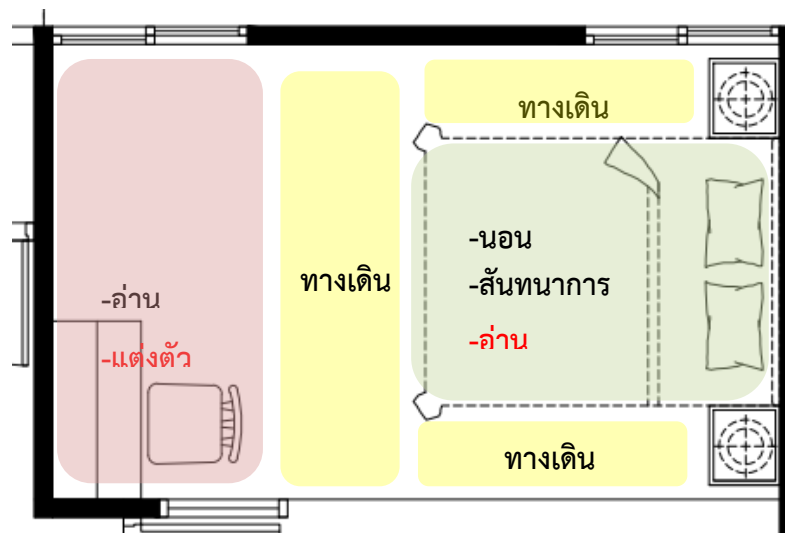 ทางเดิน
-นอน
-สันทนาการ
-อ่าน
ทางเดิน
-อ่าน
-แต่งตัว
ทางเดิน